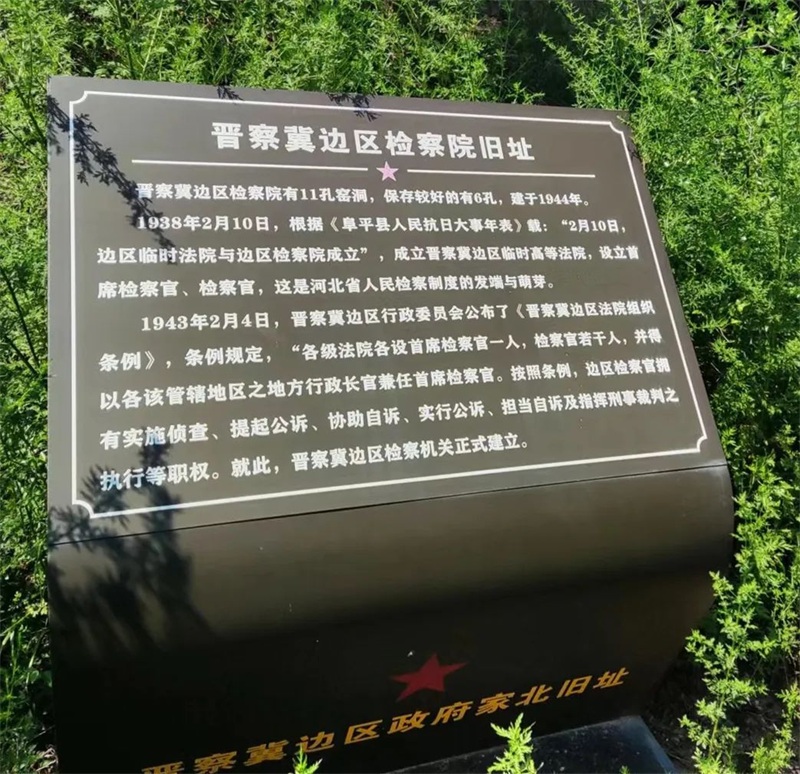 晋察冀边区检察院旧址
晋察冀边区检察院有11孔窑洞，保存较好的有6孔，建于1944年。
1938年2月10日，根据《阜平县人民抗日大事年表》载：“2月10日，
边区临时法院与边区检察院成立”，成立晋察冀边区临时高等法院，设立首
席检察官、检察官，这是河北省人民检察制度的发端与萌芽。
1943年2月4日，晋察冀边区行政委员会公布了《晋察冀边区法院组织
条例》，条例规定，“各级法院各设首席检察官一人，检察官若干人，并得
以各该管辖地区之地方行政长官兼任首席检察官。按照条例，边区检察官拥
有实施侦查、提起公诉、协助自诉、实行公诉、担当自诉及指挥刑事裁判之
执行等职权。就此，晋察冀边区检察机关正式建立。
晋察冀边区政府家北旧址